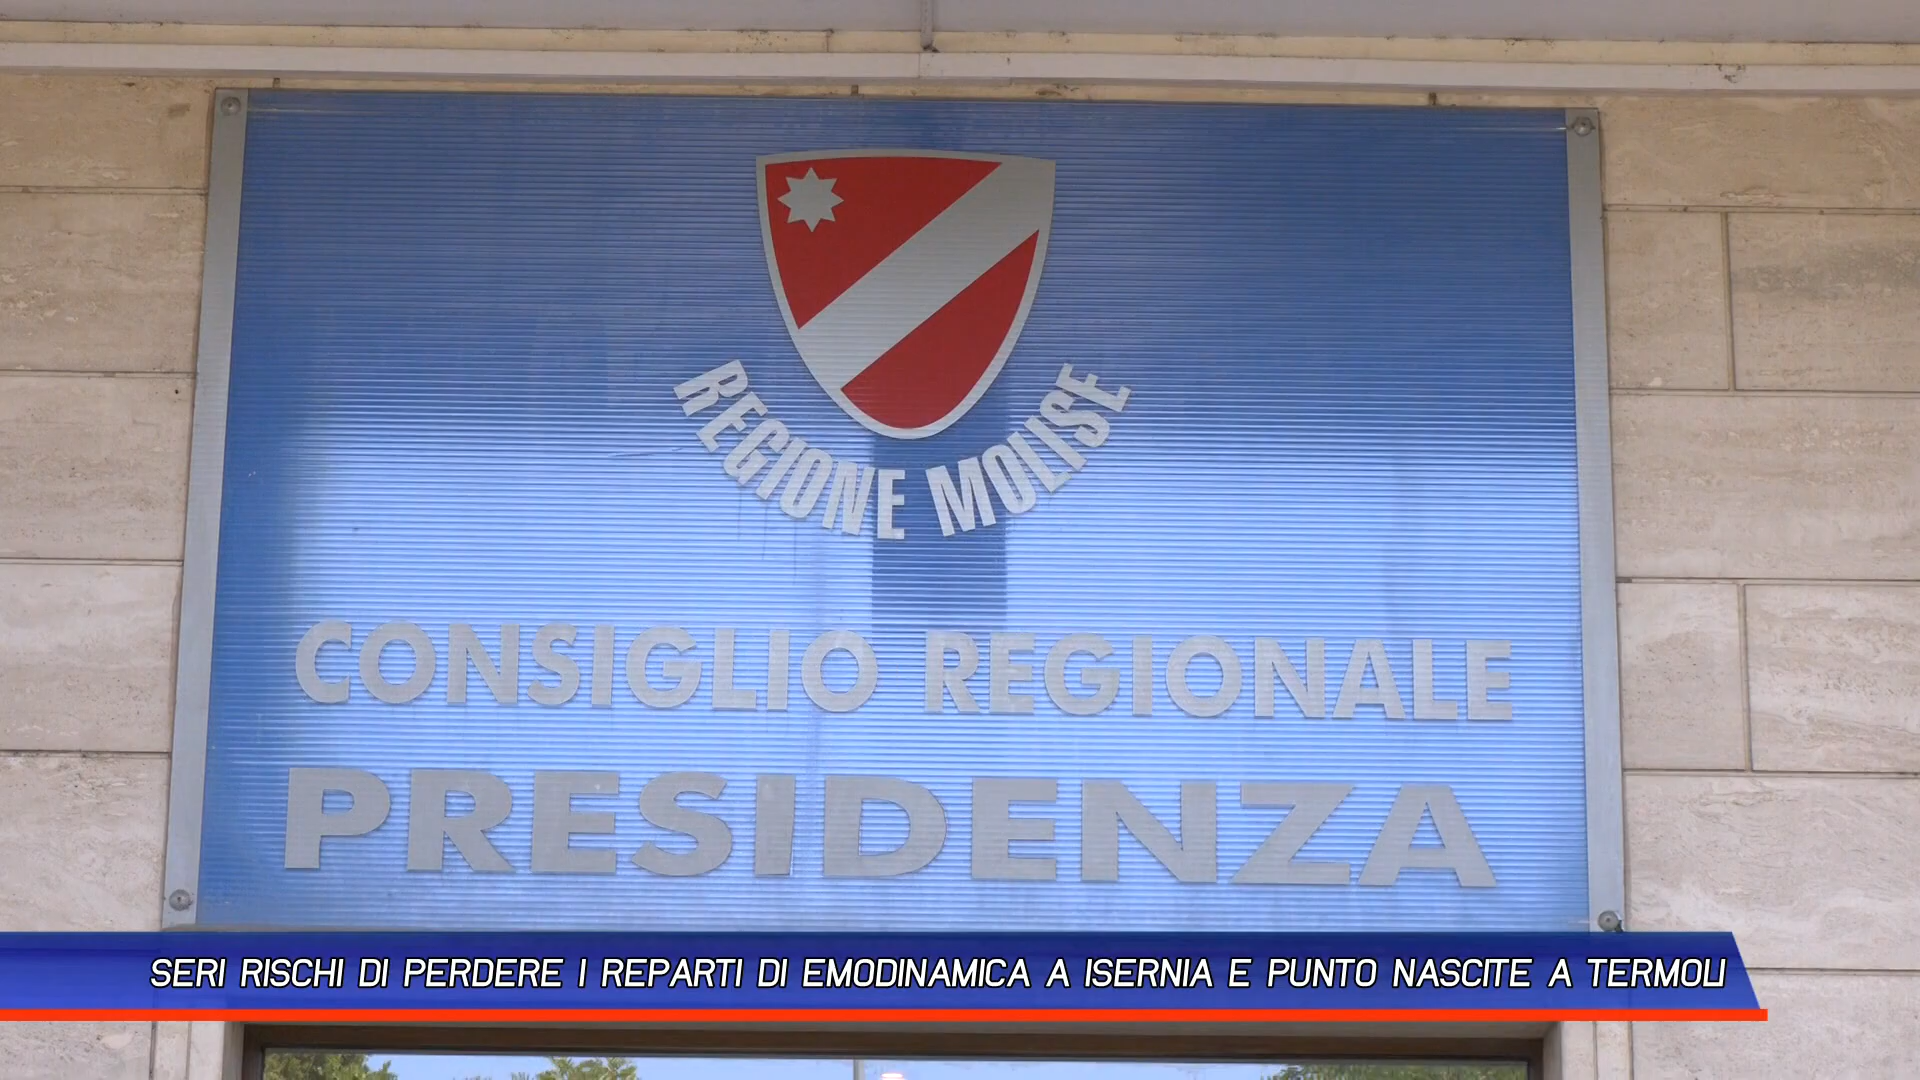 REGIONE MOLISE
CONSIGLIO REGIONALE
PRESIDENZA
SERI RISCHI DI PERDERE I REPARTI DI EMODINAMICA A ISERNIA E PUNTO NASCITE A TERMOLI